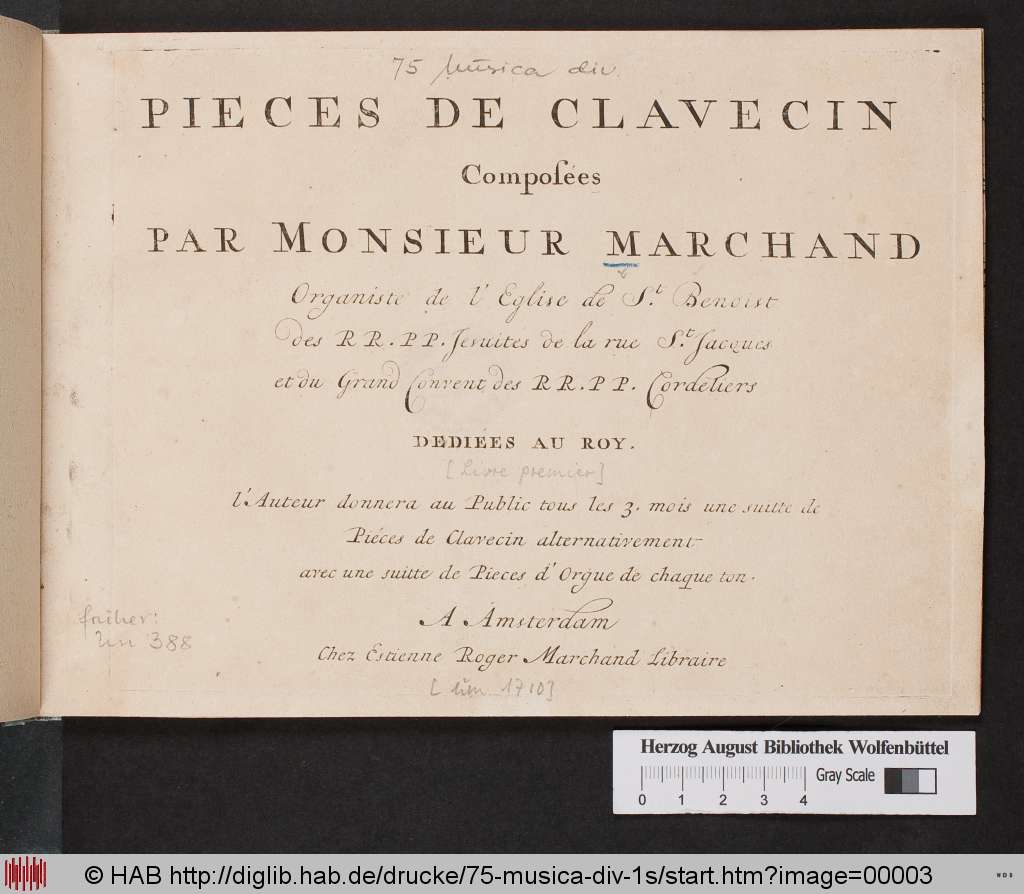 75 Musica div.
PIECES DE CLAVECIN
Compoſées
PAR MONSIEUR MARCHAND
Organiste de l'Eglise de St. Benoist
des RR.PP. Jesuites de la rue St. Jacques
et du Grand Convent des RR.PP. Cordeliers
DEDIÉES AU ROY.
[Livre premier]
l'Auteur donnera au Public tous les 3. mois une suitte de
Piéces de Clavecin alternativement
avec une suitte de Pieces d'Orgue de chaque ton.
A Amsterdam
Chez Estienne Roger Marchand Libraire
[um 1710]
früher:
388
Herzog August Bibliothek Wolfenbüttel
Gray Scale
0 1 2 3 4
© HAB http://diglib.hab.de/drucke/75-musica-div-1s/start.htm?image=00003
WDB